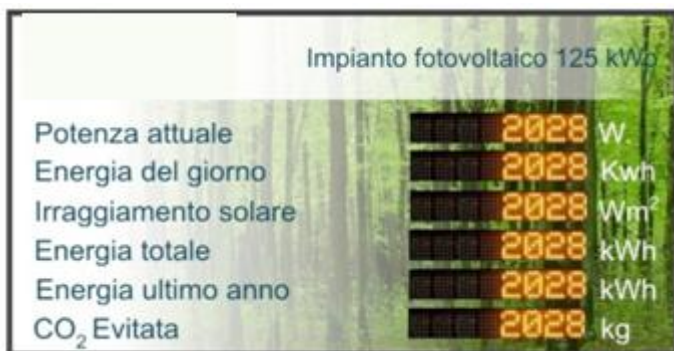 Impianto fotovoltaico 125 kWp
Potenza attuale 2028 W.
Energia del giorno 2028 Kwh
Irraggiamento solare 2028 Wm²
Energia totale 2028 kWh
Energia ultimo anno 2028 kWh
CO₂ Evitata 2028 kg